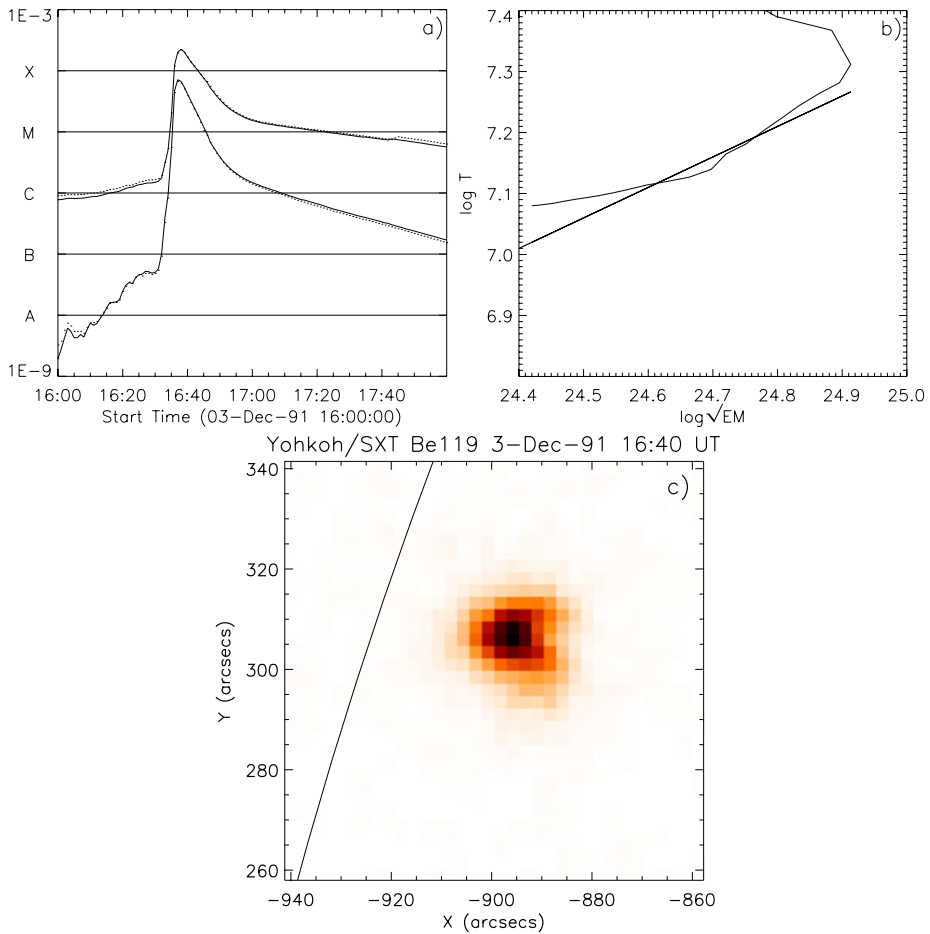 1E−3
a)
X
M
C
B
A
1E−9
16:00 16:20 16:40 17:00 17:20 17:40
Start Time (03−Dec−91 16:00:00)
b)
7.4
7.3
7.2
7.1
7.0
6.9
log T
24.4 24.5 24.6 24.7 24.8 24.9 25.0
log√EM
Yohkoh/SXT Be119 3−Dec−91 16:40 UT
c)
340
320
300
280
260
Y (arcsecs)
−940 −920 −900 −880 −860
X (arcsecs)